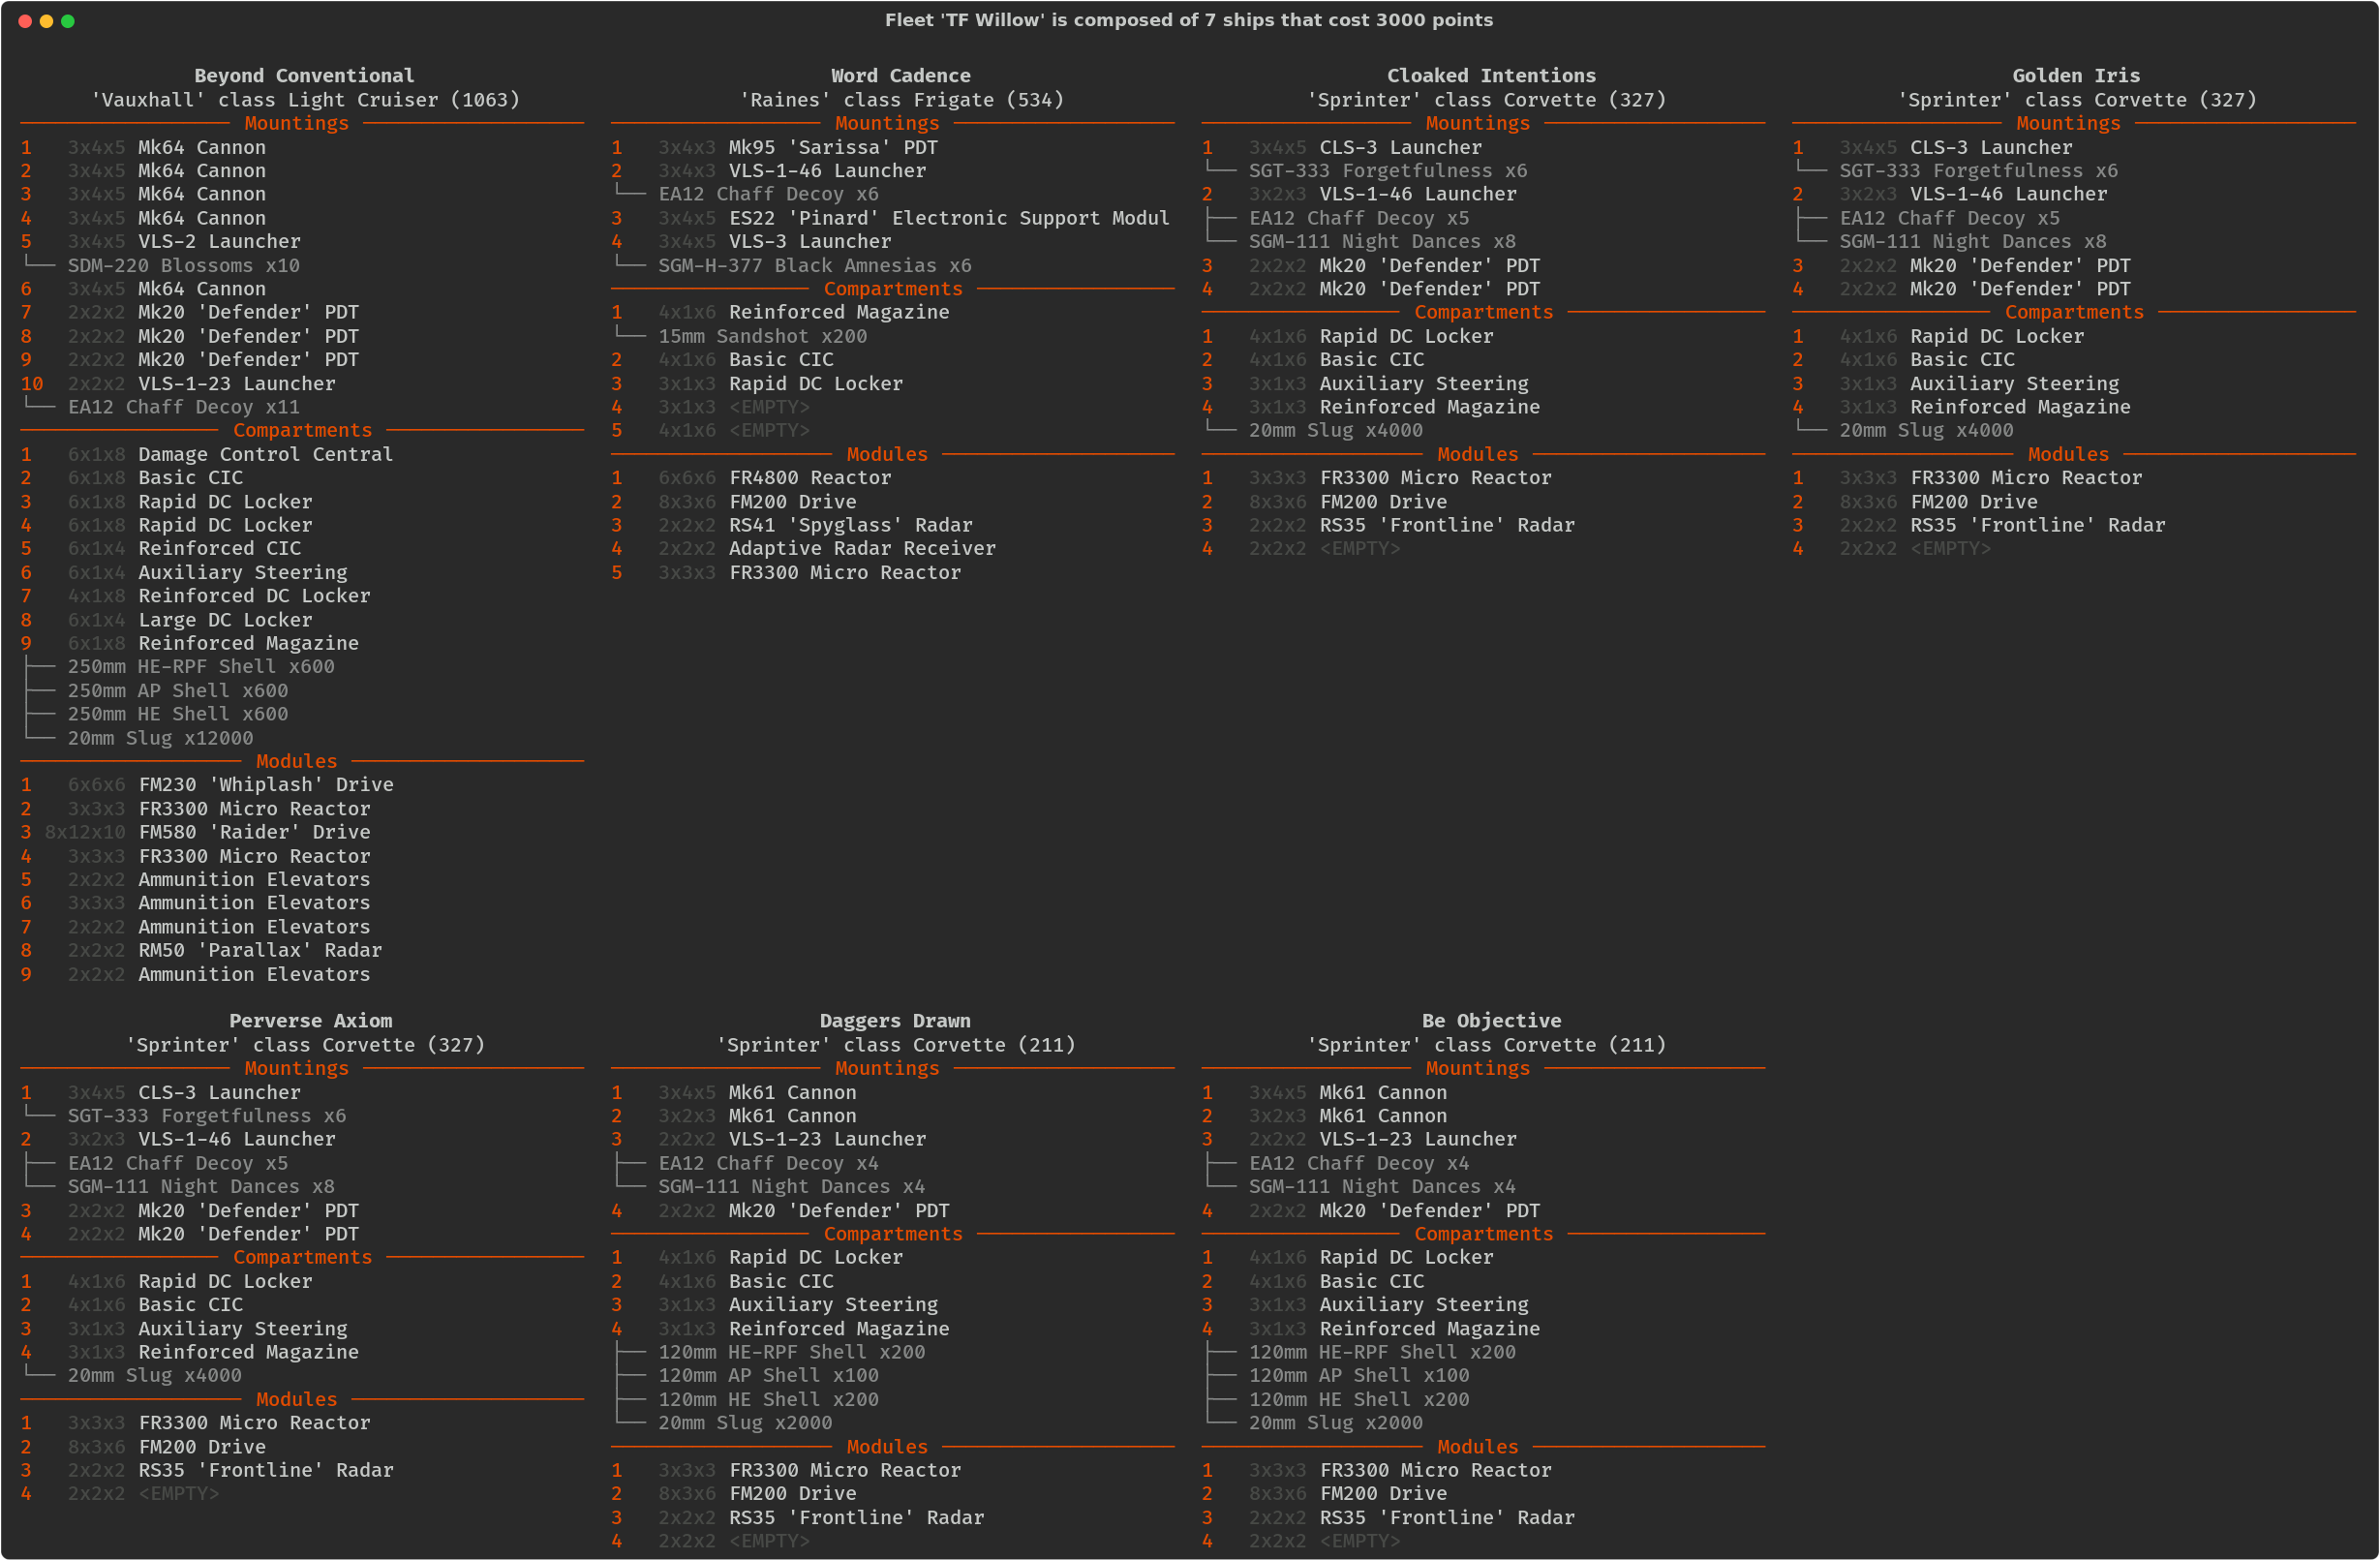 Fleet 'TF Willow' is composed of 7 ships that cost 3000 points
Beyond Conventional
'Vauxhall' class Light Cruiser (1063)
Mountings
1 3x4x5 Mk64 Cannon
2 3x4x5 Mk64 Cannon
3 3x4x5 Mk64 Cannon
4 3x4x5 Mk64 Cannon
5 3x4x5 VLS-2 Launcher
SDM-220 Blossoms x10
6 3x4x5 Mk64 Cannon
7 2x2x2 Mk20 'Defender' PDT
8 2x2x2 Mk20 'Defender' PDT
9 2x2x2 Mk20 'Defender' PDT
10 2x2x2 VLS-1-23 Launcher
EA12 Chaff Decoy x11
Compartments
1 6x1x8 Damage Control Central
2 6x1x8 Basic CIC
3 6x1x8 Rapid DC Locker
4 6x1x8 Rapid DC Locker
5 6x1x4 Reinforced CIC
6 6x1x4 Auxiliary Steering
7 4x1x8 Reinforced DC Locker
8 6x1x4 Large DC Locker
9 6x1x8 Reinforced Magazine
250mm HE-RPF Shell x600
250mm AP Shell x600
250mm HE Shell x600
20mm Slug x12000
Modules
1 6x6x6 FM230 'Whiplash' Drive
2 3x3x3 FR3300 Micro Reactor
3 8x12x10 FM580 'Raider' Drive
4 3x3x3 FR3300 Micro Reactor
5 2x2x2 Ammunition Elevators
6 3x3x3 Ammunition Elevators
7 2x2x2 Ammunition Elevators
8 2x2x2 RM50 'Parallax' Radar
9 2x2x2 Ammunition Elevators
Word Cadence
'Raines' class Frigate (534)
Mountings
1 3x4x3 Mk95 'Sarissa' PDT
2 3x4x3 VLS-1-46 Launcher
EA12 Chaff Decoy x6
3 3x4x5 ES22 'Pinard' Electronic Support Modul
4 3x4x5 VLS-3 Launcher
SGM-H-377 Black Amnesias x6
Compartments
1 4x1x6 Reinforced Magazine
15mm Sandshot x200
2 4x1x6 Basic CIC
3 3x1x3 Rapid DC Locker
4 3x1x3 <EMPTY>
5 4x1x6 <EMPTY>
Modules
1 6x6x6 FR4800 Reactor
2 8x3x6 FM200 Drive
3 2x2x2 RS41 'Spyglass' Radar
4 2x2x2 Adaptive Radar Receiver
5 3x3x3 FR3300 Micro Reactor
Cloaked Intentions
'Sprinter' class Corvette (327)
Mountings
1 3x4x5 CLS-3 Launcher
SGT-333 Forgetfulness x6
2 3x2x3 VLS-1-46 Launcher
EA12 Chaff Decoy x5
SGM-111 Night Dances x8
3 2x2x2 Mk20 'Defender' PDT
4 2x2x2 Mk20 'Defender' PDT
Compartments
1 4x1x6 Rapid DC Locker
2 4x1x6 Basic CIC
3 3x1x3 Auxiliary Steering
4 3x1x3 Reinforced Magazine
20mm Slug x4000
Modules
1 3x3x3 FR3300 Micro Reactor
2 8x3x6 FM200 Drive
3 2x2x2 RS35 'Frontline' Radar
4 2x2x2 <EMPTY>
Golden Iris
'Sprinter' class Corvette (327)
Mountings
1 3x4x5 CLS-3 Launcher
SGT-333 Forgetfulness x6
2 3x2x3 VLS-1-46 Launcher
EA12 Chaff Decoy x5
SGM-111 Night Dances x8
3 2x2x2 Mk20 'Defender' PDT
4 2x2x2 Mk20 'Defender' PDT
Compartments
1 4x1x6 Rapid DC Locker
2 4x1x6 Basic CIC
3 3x1x3 Auxiliary Steering
4 3x1x3 Reinforced Magazine
20mm Slug x4000
Modules
1 3x3x3 FR3300 Micro Reactor
2 8x3x6 FM200 Drive
3 2x2x2 RS35 'Frontline' Radar
4 2x2x2 <EMPTY>
Perverse Axiom
'Sprinter' class Corvette (327)
Mountings
1 3x4x5 CLS-3 Launcher
SGT-333 Forgetfulness x6
2 3x2x3 VLS-1-46 Launcher
EA12 Chaff Decoy x5
SGM-111 Night Dances x8
3 2x2x2 Mk20 'Defender' PDT
4 2x2x2 Mk20 'Defender' PDT
Compartments
1 4x1x6 Rapid DC Locker
2 4x1x6 Basic CIC
3 3x1x3 Auxiliary Steering
4 3x1x3 Reinforced Magazine
20mm Slug x4000
Modules
1 3x3x3 FR3300 Micro Reactor
2 8x3x6 FM200 Drive
3 2x2x2 RS35 'Frontline' Radar
4 2x2x2 <EMPTY>
Daggers Drawn
'Sprinter' class Corvette (211)
Mountings
1 3x4x5 Mk61 Cannon
2 3x2x3 Mk61 Cannon
3 2x2x2 VLS-1-23 Launcher
EA12 Chaff Decoy x4
SGM-111 Night Dances x4
4 2x2x2 Mk20 'Defender' PDT
Compartments
1 4x1x6 Rapid DC Locker
2 4x1x6 Basic CIC
3 3x1x3 Auxiliary Steering
4 3x1x3 Reinforced Magazine
120mm HE-RPF Shell x200
120mm AP Shell x100
120mm HE Shell x200
20mm Slug x2000
Modules
1 3x3x3 FR3300 Micro Reactor
2 8x3x6 FM200 Drive
3 2x2x2 RS35 'Frontline' Radar
4 2x2x2 <EMPTY>
Be Objective
'Sprinter' class Corvette (211)
Mountings
1 3x4x5 Mk61 Cannon
2 3x2x3 Mk61 Cannon
3 2x2x2 VLS-1-23 Launcher
EA12 Chaff Decoy x4
SGM-111 Night Dances x4
4 2x2x2 Mk20 'Defender' PDT
Compartments
1 4x1x6 Rapid DC Locker
2 4x1x6 Basic CIC
3 3x1x3 Auxiliary Steering
4 3x1x3 Reinforced Magazine
120mm HE-RPF Shell x200
120mm AP Shell x100
120mm HE Shell x200
20mm Slug x2000
Modules
1 3x3x3 FR3300 Micro Reactor
2 8x3x6 FM200 Drive
3 2x2x2 RS35 'Frontline' Radar
4 2x2x2 <EMPTY>